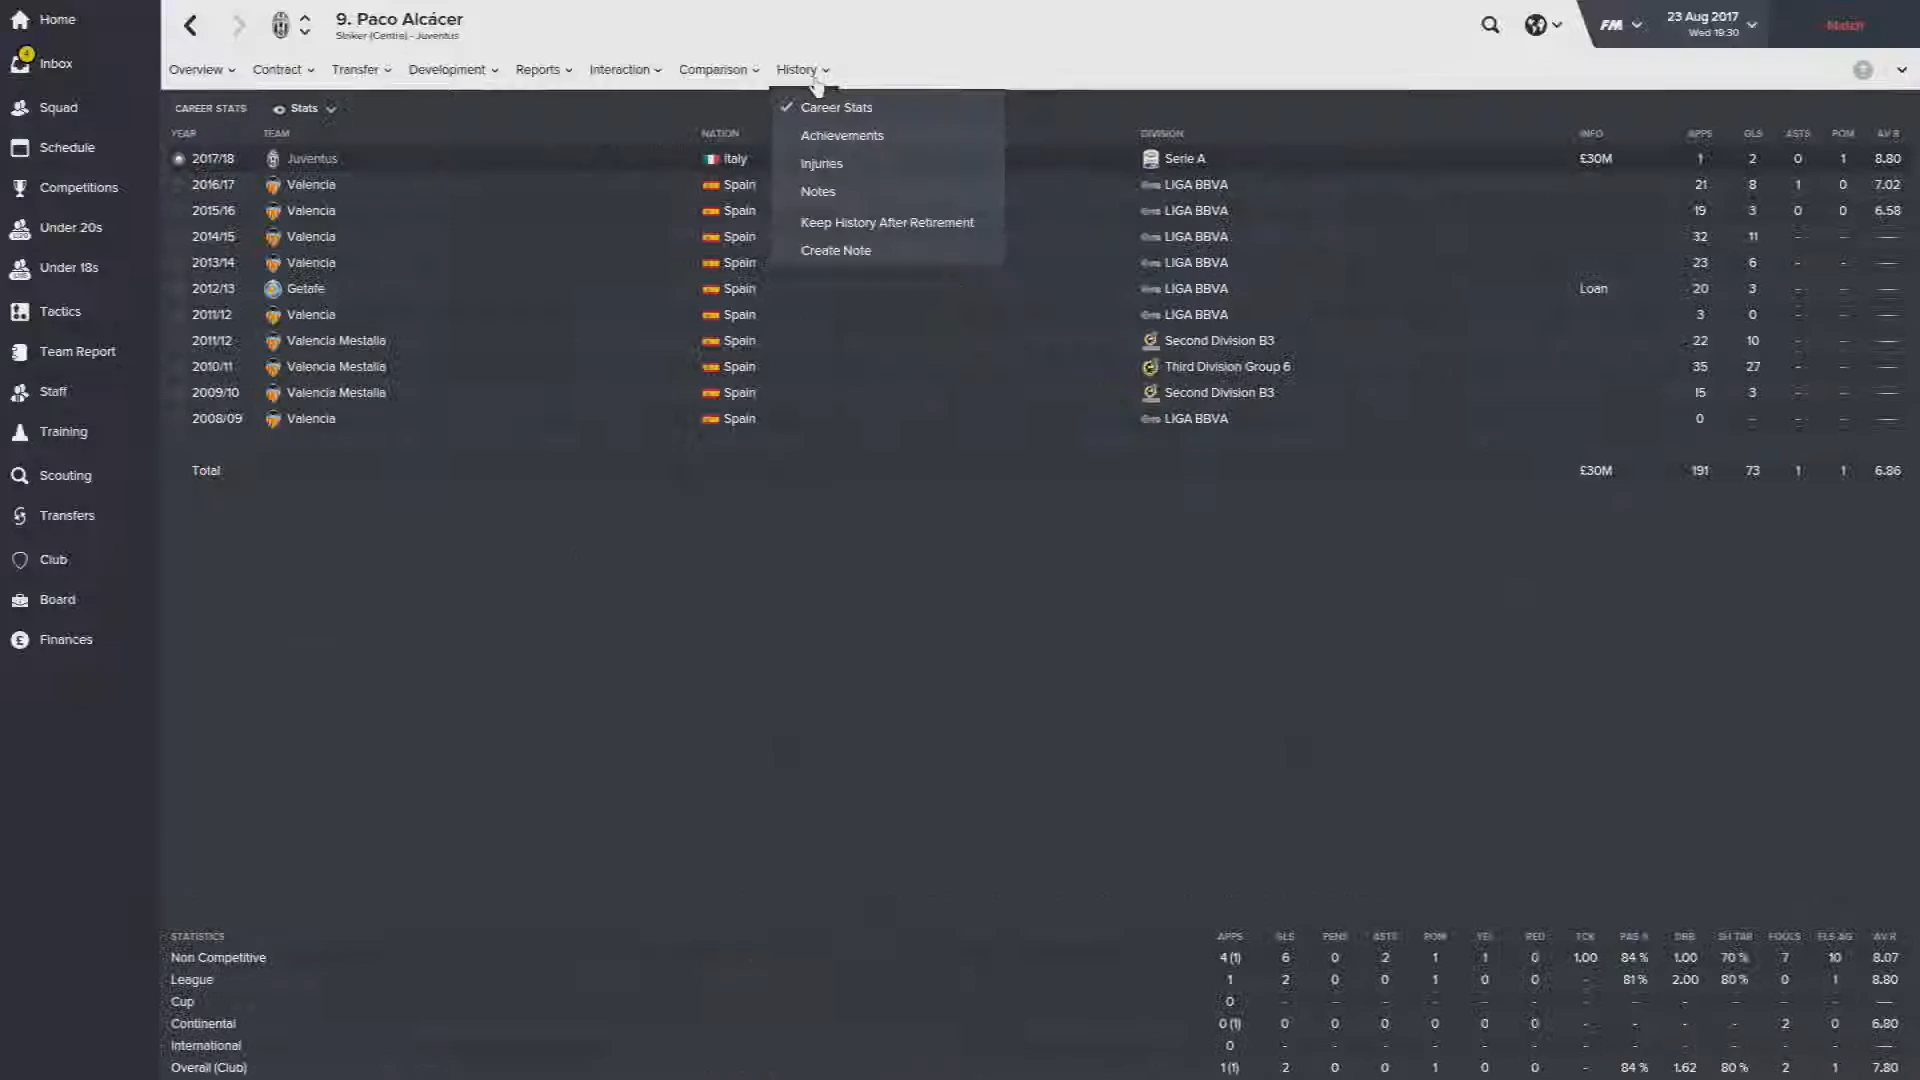 Home
4
Inbox
Squad
Schedule
Competitions
Under 20s
Under 18s
Tactics
Team Report
Staff
Training
Scouting
Transfers
Club
Board
Finances
9. Paco Alcácer
Striker (Centre) - Juventus
FM
23 Aug 2017
Wed 19:30
Match
Overview Contract Transfer Development Reports Interaction Comparison History
CAREER STATS Stats
Career Stats
Achievements
Injuries
Notes
Keep History After Retirement
Create Note
YEAR TEAM NATION DIVISION INFO APPS GLS ASTS POM AV R
2017/18 Juventus Italy Serie A £30M 1 2 0 1 8.80
2016/17 Valencia Spain LIGA BBVA 21 8 1 0 7.02
2015/16 Valencia Spain LIGA BBVA 19 3 0 0 6.58
2014/15 Valencia Spain LIGA BBVA 32 11 - - ---
2013/14 Valencia Spain LIGA BBVA 23 6 - - ---
2012/13 Getafe Spain LIGA BBVA Loan 20 3 - - ---
2011/12 Valencia Spain LIGA BBVA 3 0 - - ---
2011/12 Valencia Mestalla Spain Second Division B3 22 10 - - ---
2010/11 Valencia Mestalla Spain Third Division Group 6 35 27 - - ---
2009/10 Valencia Mestalla Spain Second Division B3 15 3 - - ---
2008/09 Valencia Spain LIGA BBVA 0 - - - ---
Total £30M 191 73 1 1 6.86
STATISTICS APPS GLS PENS ASTS POM YEL RED TCK PAS % DRB SH TAR FOULS FLS AG AV R
Non Competitive 4 (1) 6 0 2 1 1 0 1.00 84 % 1.00 70 % 7 10 8.07
League 1 2 0 0 1 0 0 - 81 % 2.00 80 % 0 1 8.80
Cup 0 - - - - - - - - - - - - ---
Continental 0 (1) 0 0 0 0 0 0 - - - - 2 0 6.80
International 0 - - - - - - - - - - - - ---
Overall (Club) 1 (1) 2 0 0 1 0 0 - 84 % 1.62 80 % 2 1 7.80